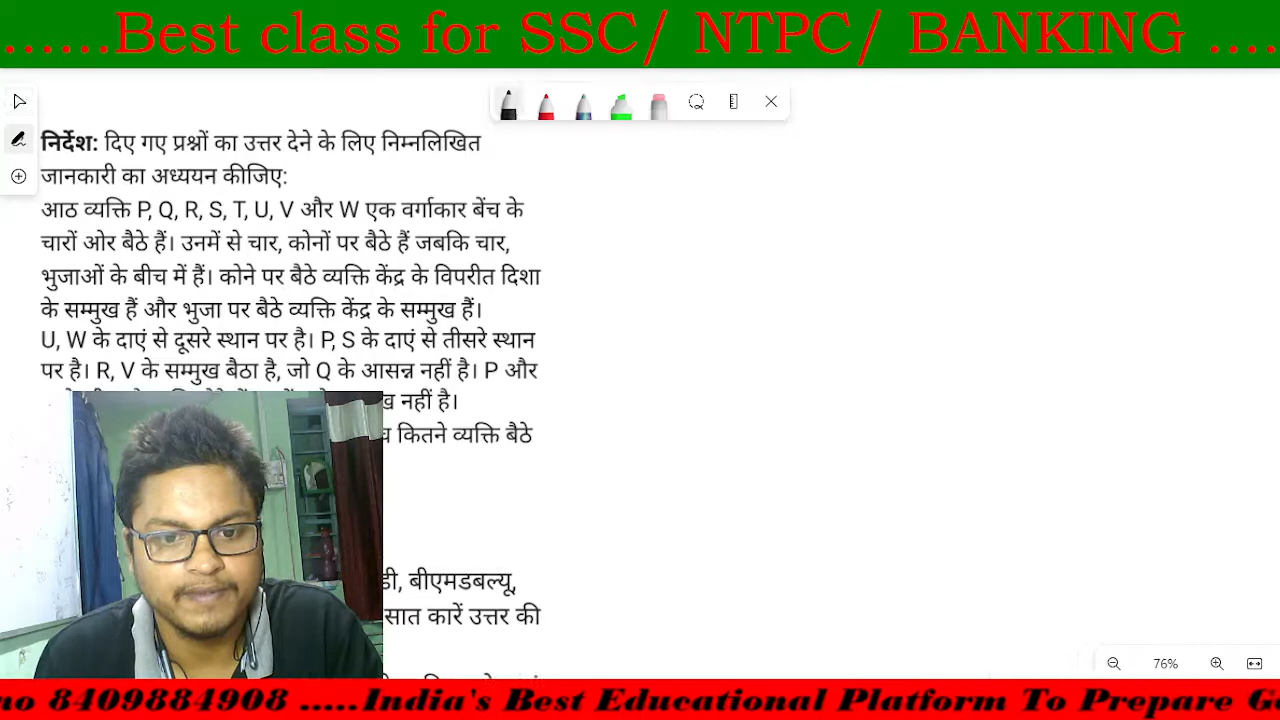 ......Best class for SSC/ NTPC/ BANKING ....
निर्देश: दिए गए प्रश्नों का उत्तर देने के लिए निम्नलिखित
जानकारी का अध्ययन कीजिए:
आठ व्यक्ति P, Q, R, S, T, U, V और W एक वर्गाकार बेंच के
चारों ओर बैठे हैं। उनमें से चार, कोनों पर बैठे हैं जबकि चार,
भुजाओं के बीच में हैं। कोने पर बैठे व्यक्ति केंद्र के विपरीत दिशा
के सम्मुख हैं और भुजा पर बैठे व्यक्ति केंद्र के सम्मुख हैं।
U, W के दाएं से दूसरे स्थान पर है। P, S के दाएं से तीसरे स्थान
पर है। R, V के सम्मुख बैठा है, जो Q के आसन्न नहीं है। P और
नहीं है।
कितने व्यक्ति बैठे
बीएमडबल्यू,
सात कारें उत्तर की
76%
no 8409884908 .....India's Best Educational Platform To Prepare